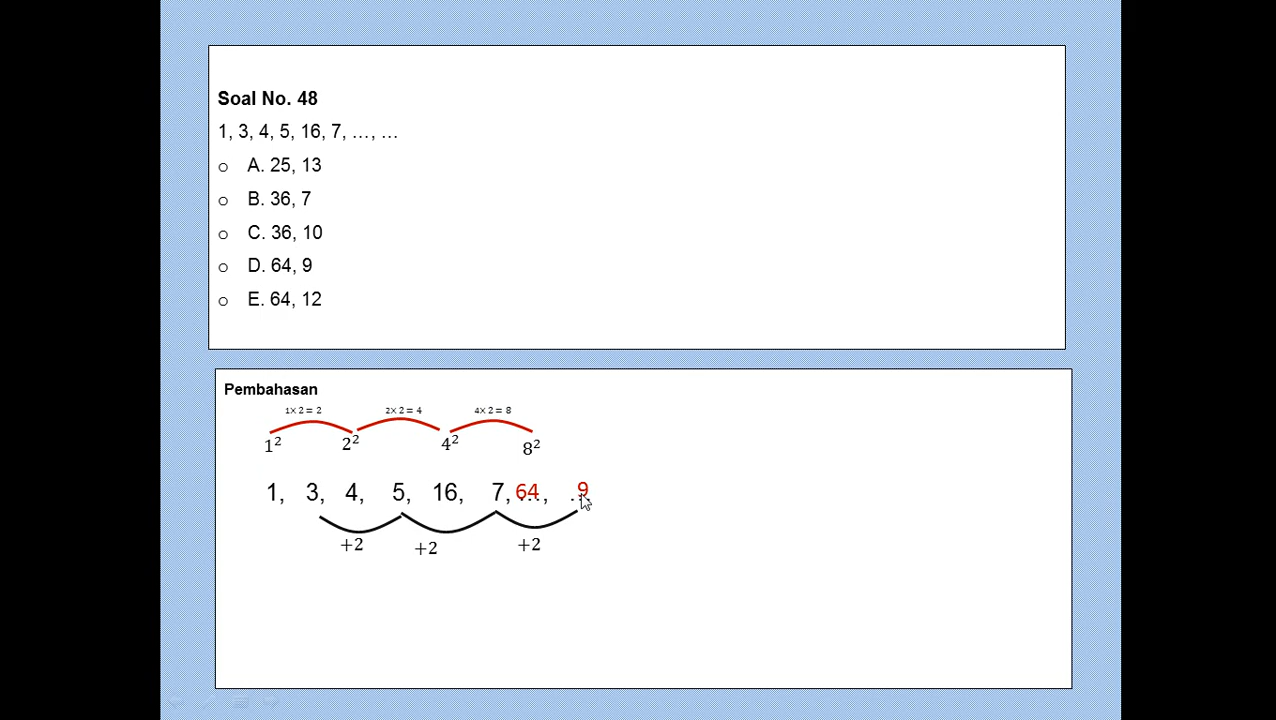 Soal No. 48
1, 3, 4, 5, 16, 7, …, …
o A. 25, 13
o B. 36, 7
o C. 36, 10
o D. 64, 9
o E. 64, 12
Pembahasan
1×2 = 2 2×2 = 4 4×2 = 8
1² 2² 4² 8²
1, 3, 4, 5, 16, 7, 64, 9
+2 +2 +2